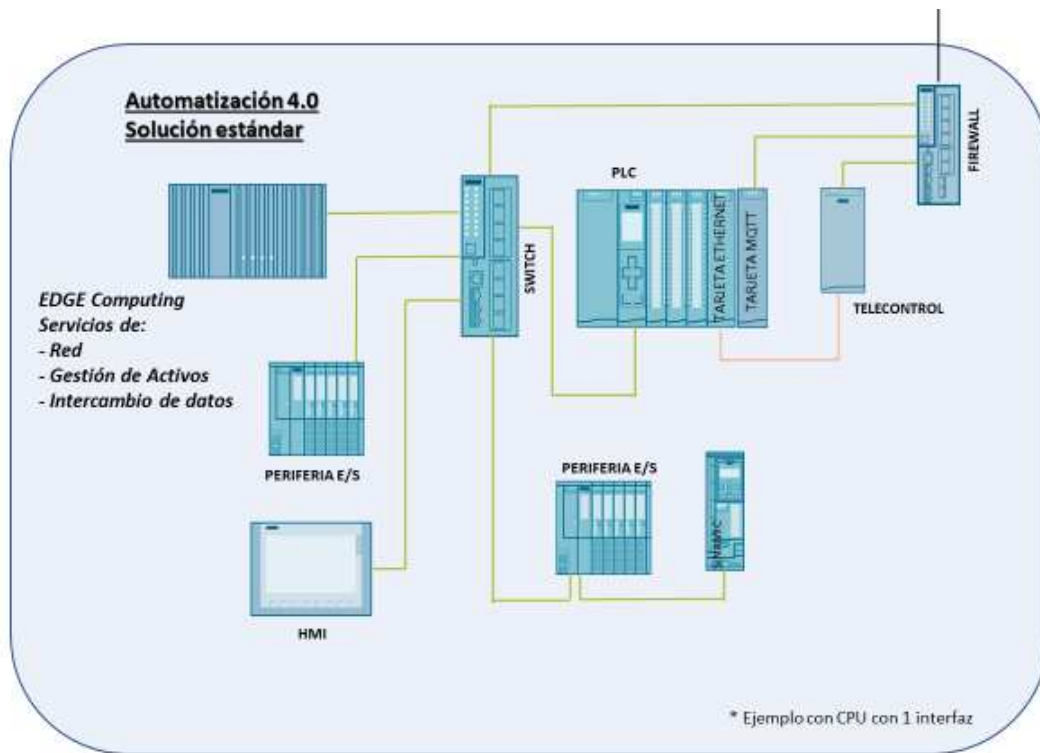 Automatización 4.0
Solución estándar
FIREWALL
PLC
TARJETA ETHERNET
TARJETA MQTT
SWITCH
TELECONTROL
EDGE Computing
Servicios de:
- Red
- Gestión de Activos
- Intercambio de datos
PERIFERIA E/S
PERIFERIA E/S
HMI
* Ejemplo con CPU con 1 interfaz